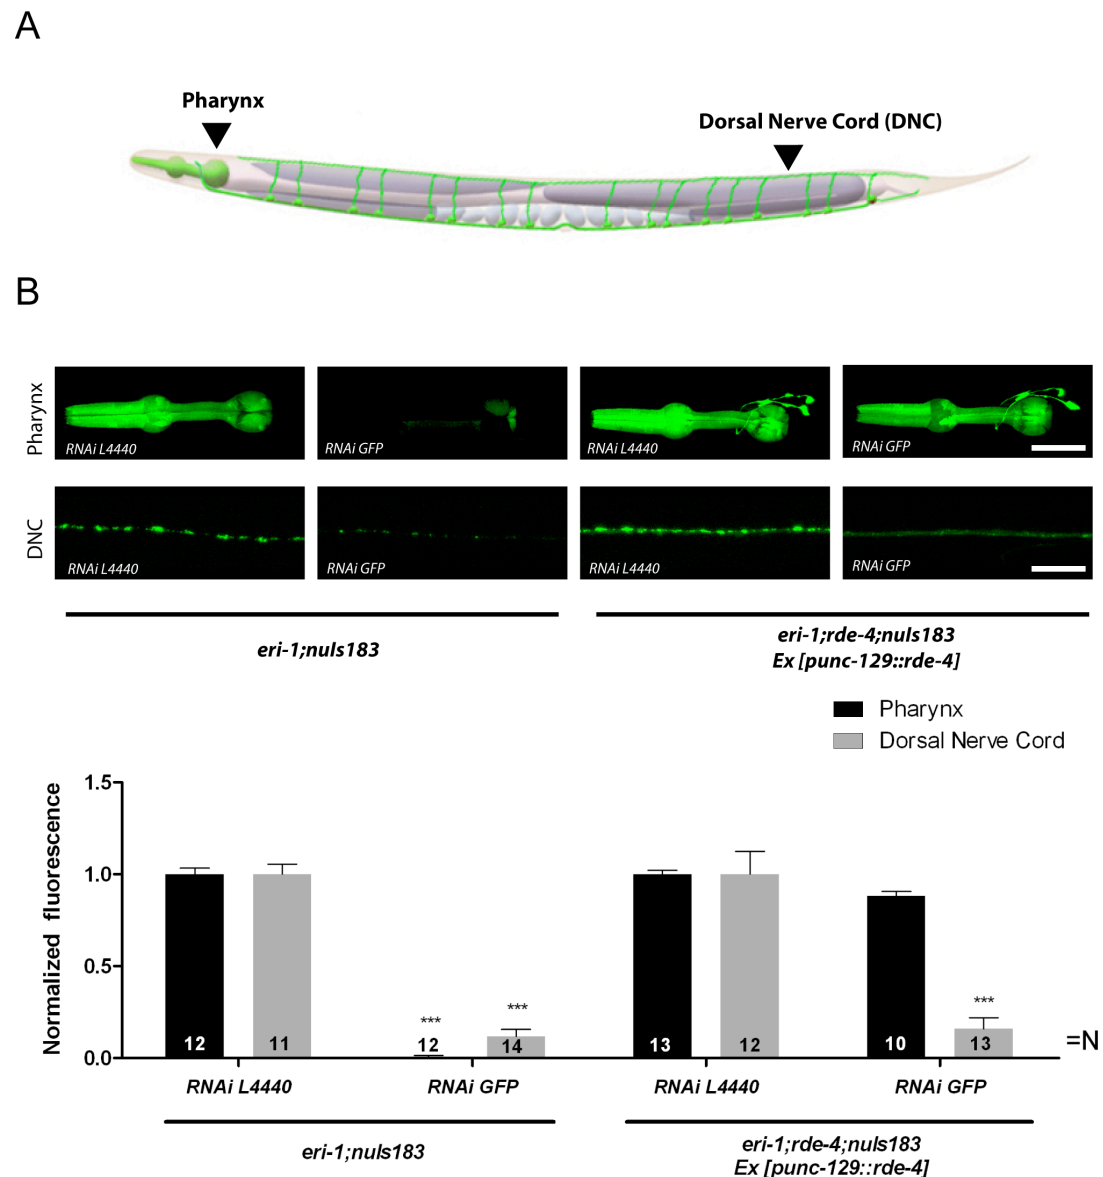 A
Pharynx
Dorsal Nerve Cord (DNC)
B
Pharynx
RNAi L4440
RNAi GFP
RNAi L4440
RNAi GFP
DNC
RNAi L4440
RNAi GFP
RNAi L4440
RNAi GFP
eri-1;nuIs183
eri-1;rde-4;nuIs183
Ex [punc-129::rde-4]
Pharynx
Dorsal Nerve Cord
Normalized fluorescence
1.5
1.0
0.5
0.0
12
11
***
12
***
14
13
12
10
***
13
=N
RNAi L4440
RNAi GFP
RNAi L4440
RNAi GFP
eri-1;nuIs183
eri-1;rde-4;nuIs183
Ex [punc-129::rde-4]